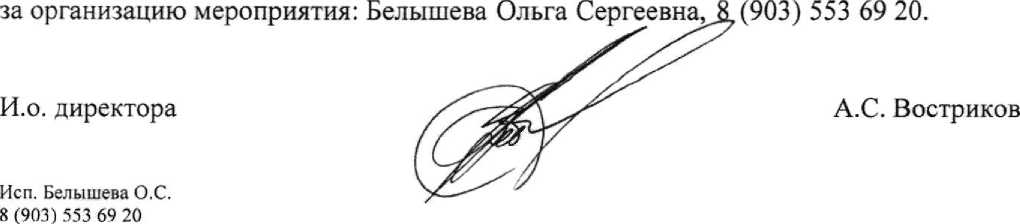 за организацию мероприятия: Белышева Ольга Сергеевна, 8 (903) 553 69 20.
И.о. директора А.С. Востриков
Исп. Белышева О.С.
8 (903) 553 69 20